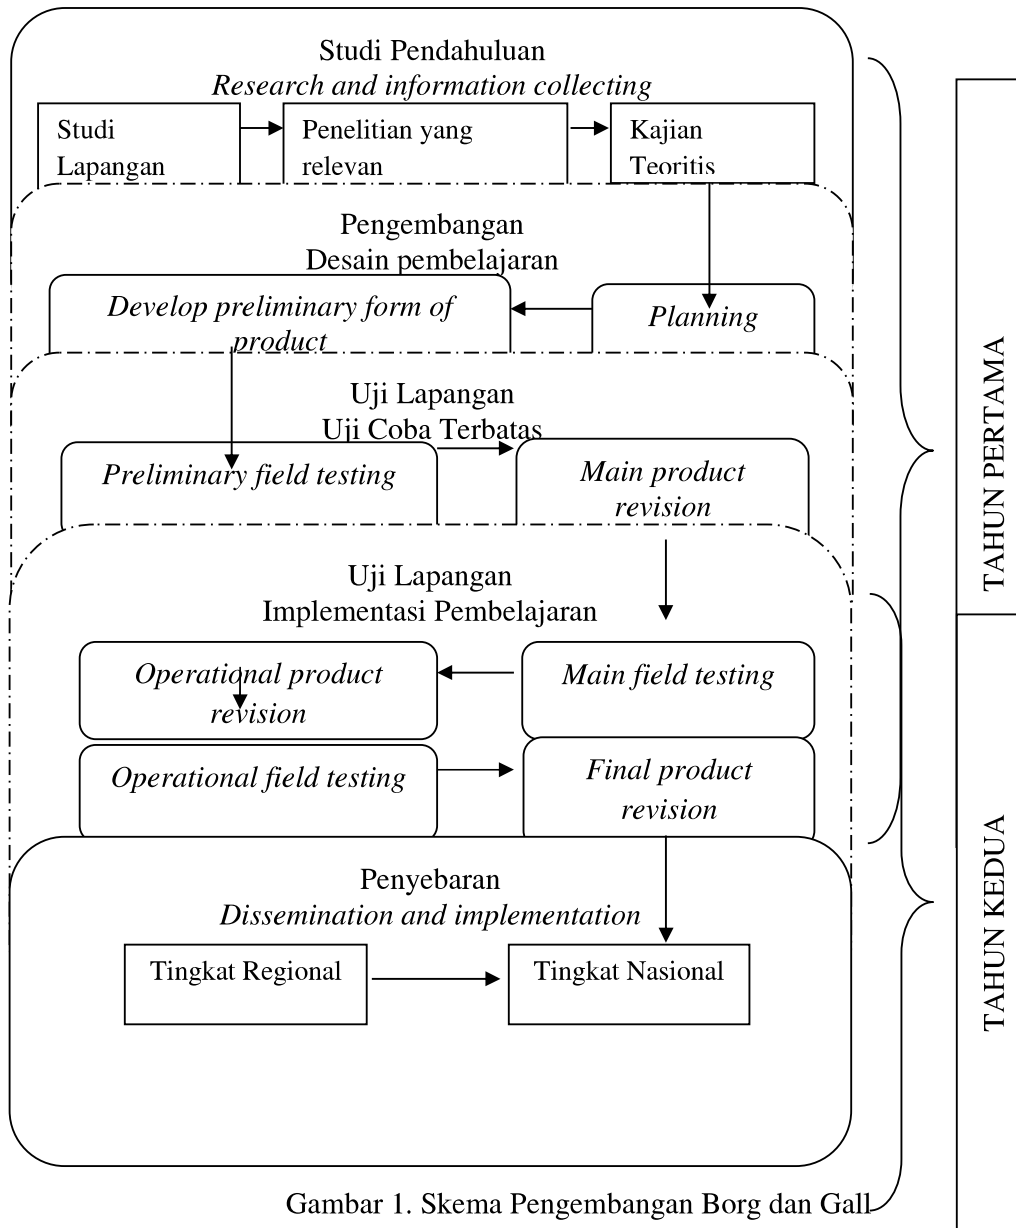 Studi Pendahuluan
Research and information collecting
Studi
Lapangan
Penelitian yang
relevan
Kajian
Teoritis
Pengembangan
Desain pembelajaran
Develop preliminary form of
product
Planning
Uji Lapangan
Uji Coba Terbatas
Preliminary field testing
Main product
revision
Uji Lapangan
Implementasi Pembelajaran
Operational product
revision
Main field testing
Operational field testing
Final product
revision
Penyebaran
Dissemination and implementation
Tingkat Regional
Tingkat Nasional
TAHUN PERTAMA
TAHUN KEDUA
Gambar 1. Skema Pengembangan Borg dan Gall